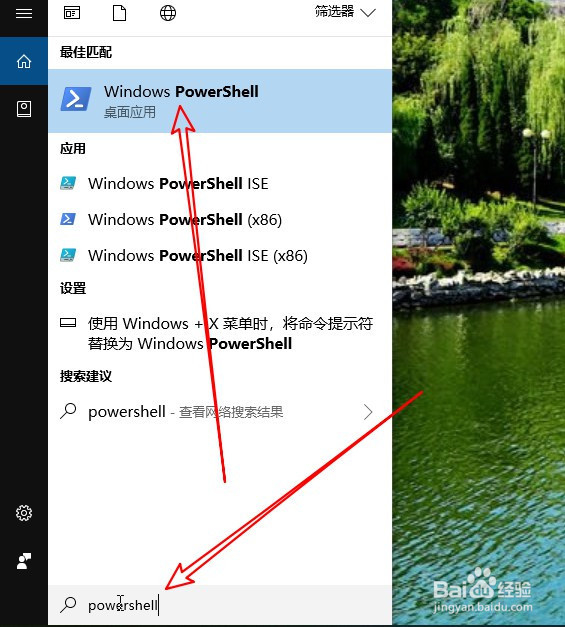 筛选器
最佳匹配
Windows PowerShell
桌面应用
应用
Windows PowerShell ISE
Windows PowerShell (x86)
Windows PowerShell ISE (x86)
设置
使用 Windows + X 菜单时，将命令提示符
替换为 Windows PowerShell
搜索建议
powershell - 查看网络搜索结果
powershell
Baidu 经验
jingyan.baidu.com